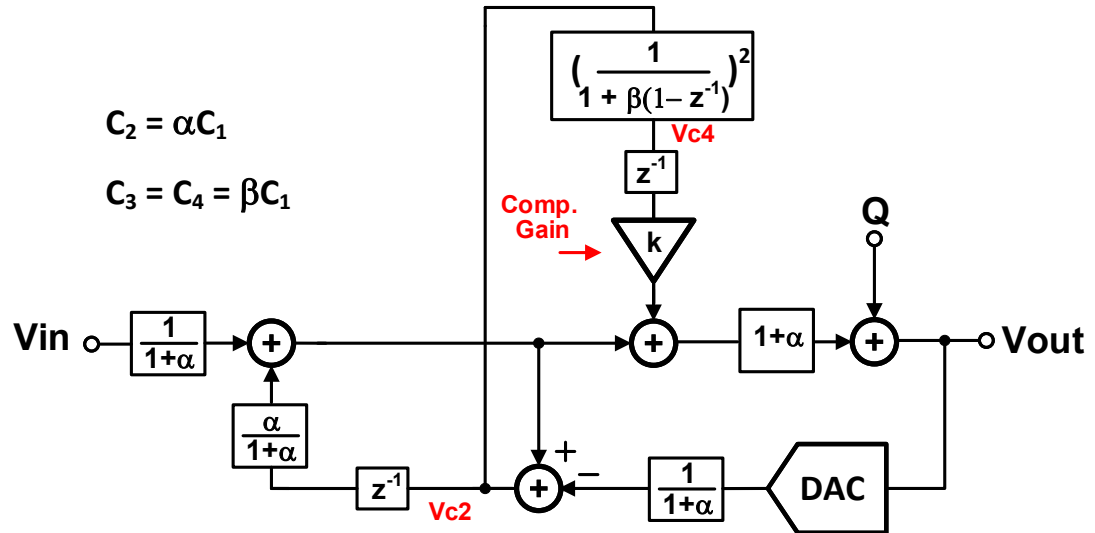 ( 1 )²
1 + β(1− z⁻¹)
C₂ = αC₁
Vc4
z⁻¹
C₃ = C₄ = βC₁
Comp.
Gain
k
Q
Vin
1
1+α
+
+
1+α
+
Vout
α
1+α
+
−
z⁻¹
Vc2
+
1
1+α
DAC